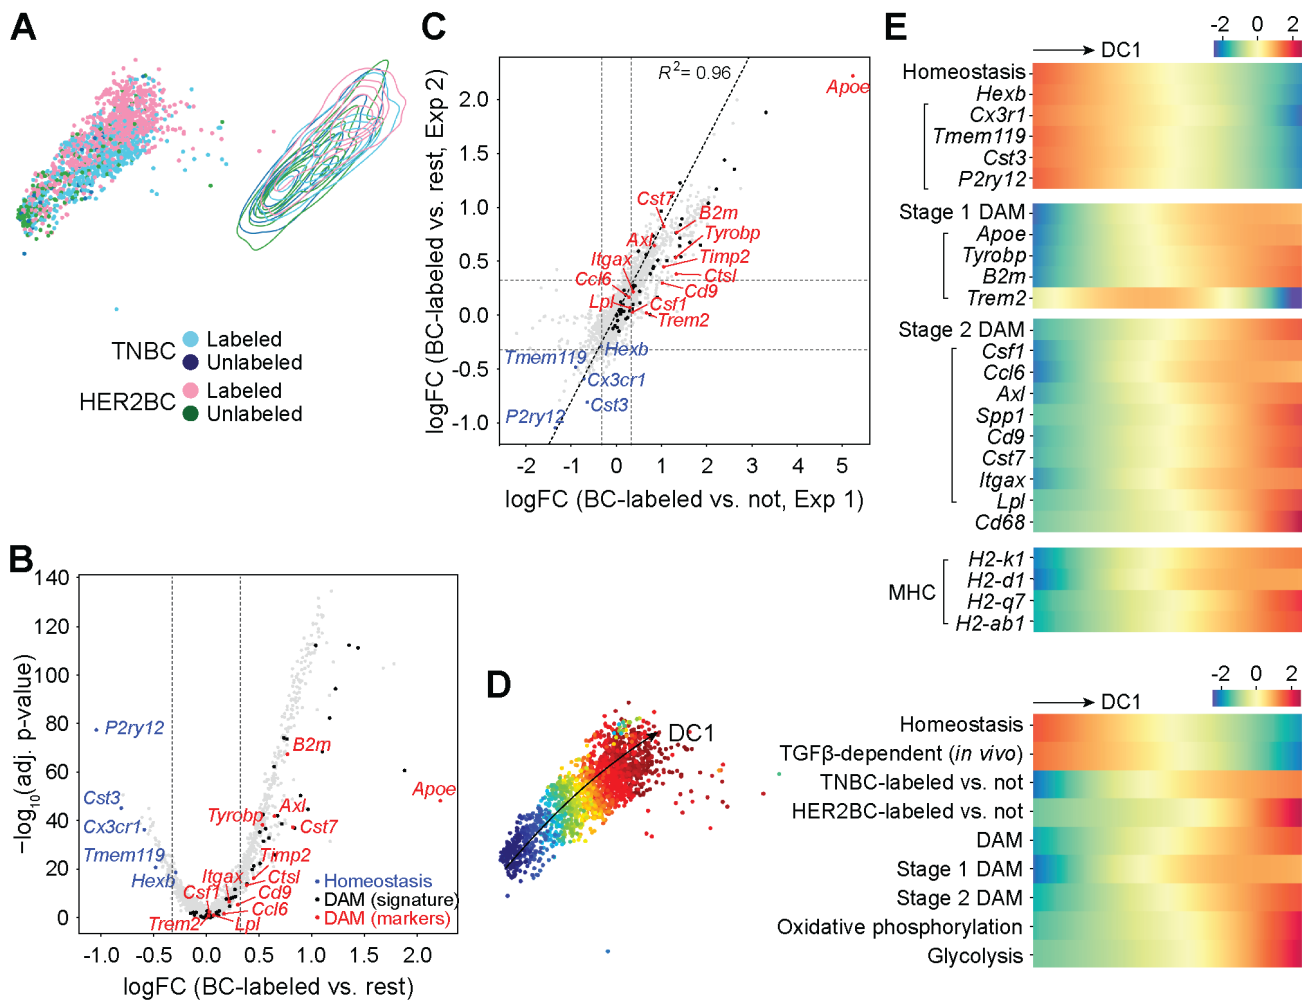 A
TNBC
Labeled
Unlabeled
HER2BC
Labeled
Unlabeled
B
−log10(adj. p-value)
140
120
100
80
60
40
20
0
P2ry12
Cst3
Cx3cr1
Tmem119
Hexb
B2m
Apoe
Axl
Tyrobp
Cst7
Timp2
Itgax
Ctsl
Csf1
Cd9
Ccl6
Trem2
Lpl
Homeostasis
DAM (signature)
DAM (markers)
-1.0 -0.5 0.0 0.5 1.0 1.5 2.0
logFC (BC-labeled vs. rest)
C
logFC (BC-labeled vs. rest, Exp 2)
2.0
1.5
1.0
0.5
0.0
-0.5
-1.0
R²= 0.96
Apoe
Cst7
B2m
Axl
Tyrobp
Itgax
Timp2
Ccl6
Ctsl
Cd9
Lpl
Csf1
Trem2
Tmem119
Hexb
Cx3cr1
Cst3
P2ry12
-2 -1 0 1 2 3 4 5
logFC (BC-labeled vs. not, Exp 1)
D
DC1
E
-2 0 2
DC1
Homeostasis
Hexb
Cx3r1
Tmem119
Cst3
P2ry12
Stage 1 DAM
Apoe
Tyrobp
B2m
Trem2
Stage 2 DAM
Csf1
Ccl6
Axl
Spp1
Cd9
Cst7
Itgax
Lpl
Cd68
MHC
H2-k1
H2-d1
H2-q7
H2-ab1
-2 0 2
DC1
Homeostasis
TGFβ-dependent (in vivo)
TNBC-labeled vs. not
HER2BC-labeled vs. not
DAM
Stage 1 DAM
Stage 2 DAM
Oxidative phosphorylation
Glycolysis